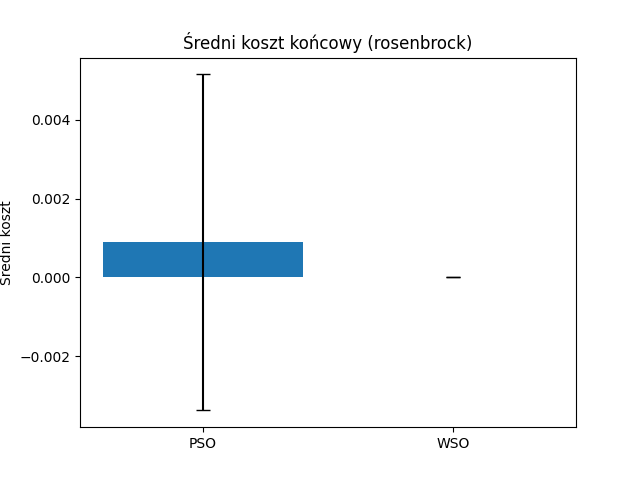 Średni koszt końcowy (rosenbrock)
Średni koszt
0.004
0.002
0.000
−0.002
PSO
WSO